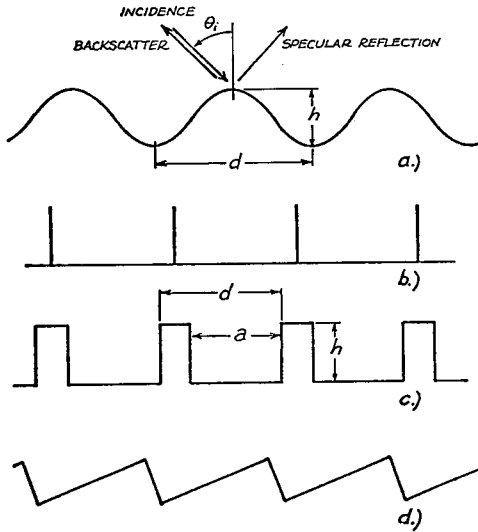 INCIDENCE
θi
BACKSCATTER
SPECULAR REFLECTION
h
d
a.)
b.)
d
a
h
c.)
d.)